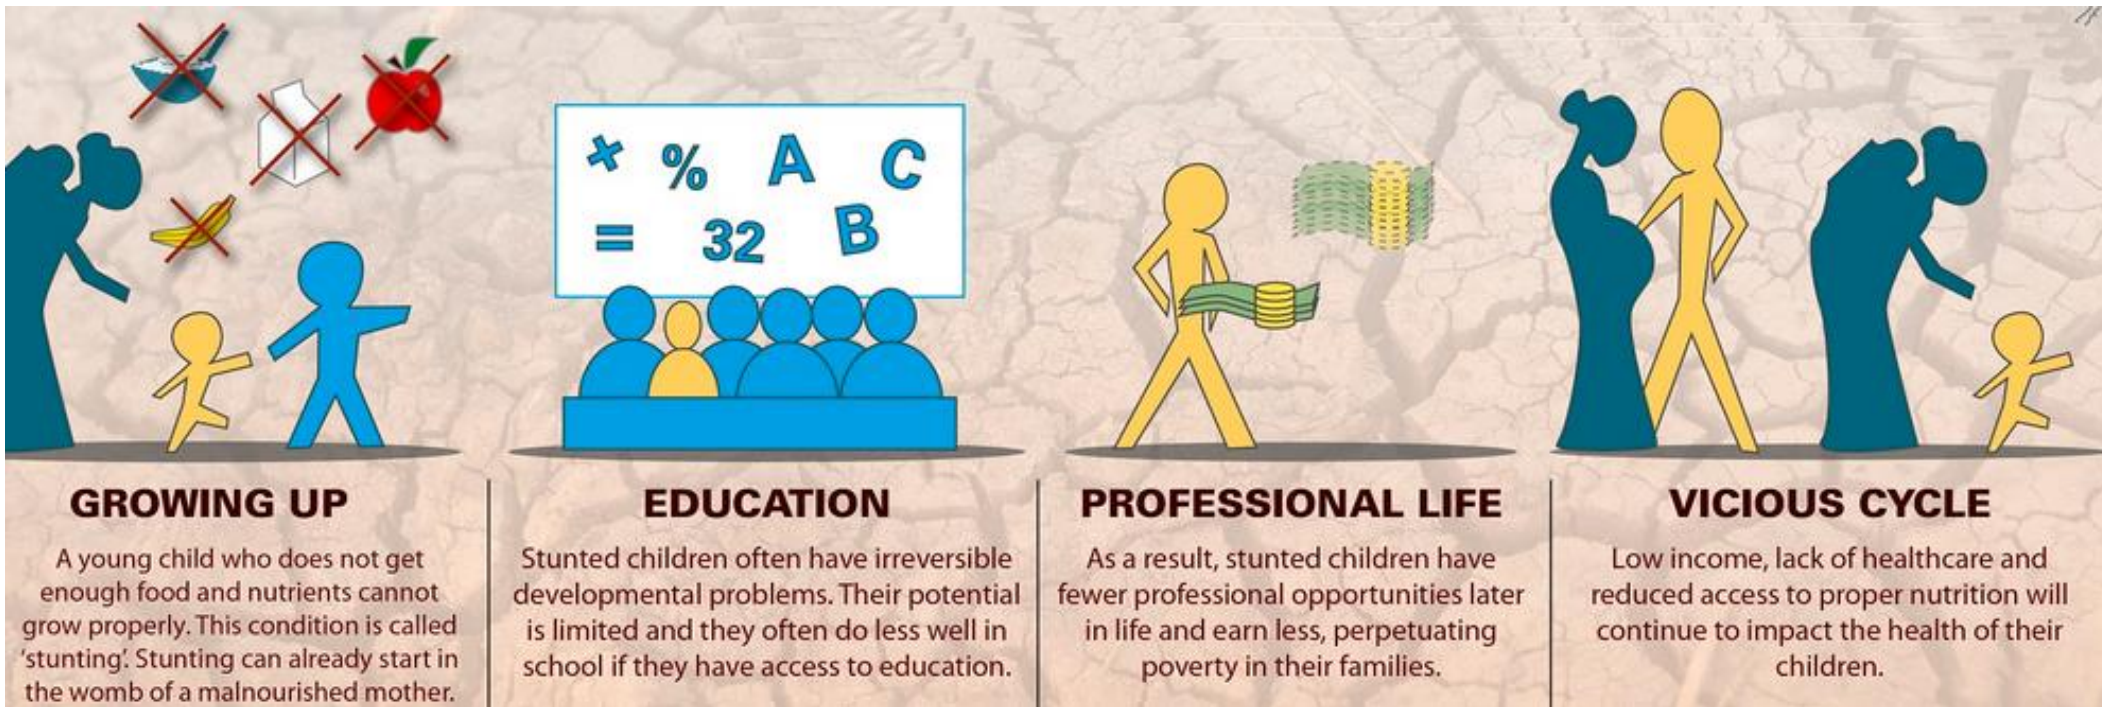 + % A C
= 32 B
GROWING UP
A young child who does not get
enough food and nutrients cannot
grow properly. This condition is called
'stunting'. Stunting can already start in
the womb of a malnourished mother.
EDUCATION
Stunted children often have irreversible
developmental problems. Their potential
is limited and they often do less well in
school if they have access to education.
PROFESSIONAL LIFE
As a result, stunted children have
fewer professional opportunities later
in life and earn less, perpetuating
poverty in their families.
VICIOUS CYCLE
Low income, lack of healthcare and
reduced access to proper nutrition will
continue to impact the health of their
children.